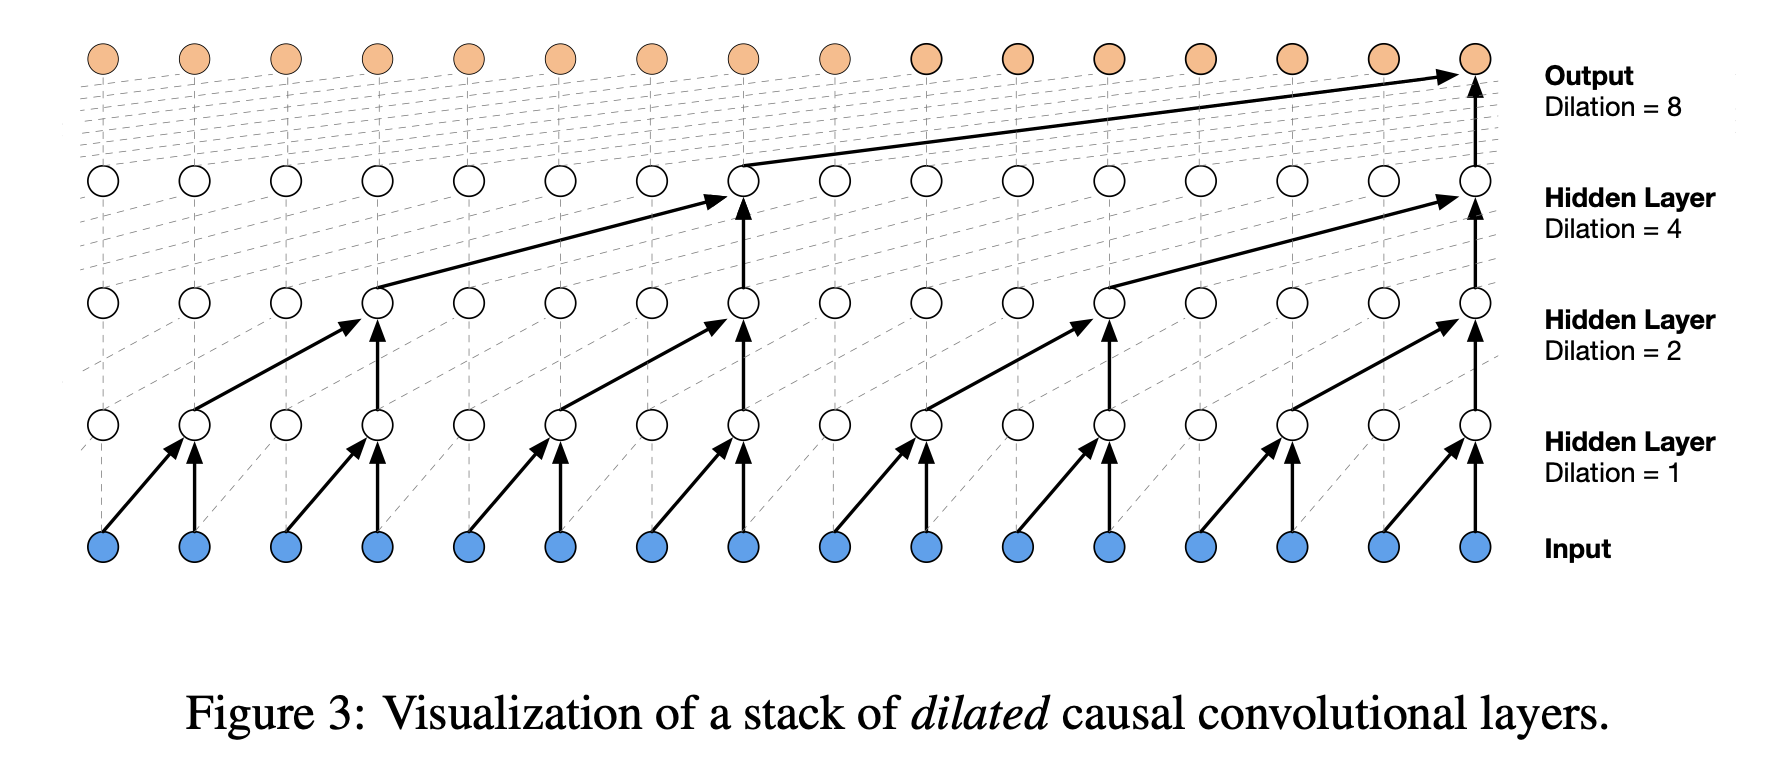 Output
Dilation = 8
Hidden Layer
Dilation = 4
Hidden Layer
Dilation = 2
Hidden Layer
Dilation = 1
Input
Figure 3: Visualization of a stack of dilated causal convolutional layers.